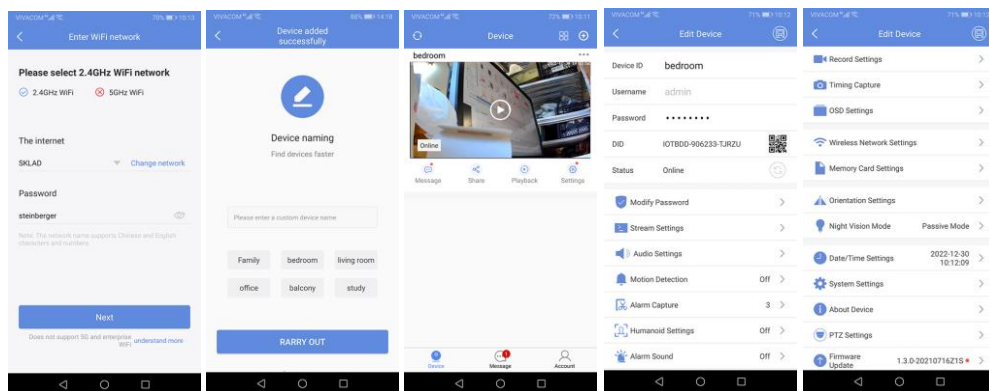 VIVACOM 70% 10:13
Enter WiFi network
Please select 2.4GHz WiFi network
2.4GHz WiFi 5GHz WiFi
The internet
SKLAD Change network
Password
steinberger
Note: The network name supports Chinese and English
characters and numbers.
Next
Does not support 5G and enterprise WiFi understand more
VIVACOM 66% 14:18
Device added
successfully
Device naming
Find devices faster
Please enter a custom device name
Family bedroom living room
office balcony study
RARRY OUT
VIVACOM 72% 10:11
Device
bedroom
Online
Message Share Playback Settings
Device Message Account
VIVACOM 71% 10:12
Edit Device
Device ID bedroom
Username admin
Password ••••••••
DID IOTBDD-906233-TJRZU
Status Online
Modify Password
Stream Settings
Audio Settings
Motion Detection Off
Alarm Capture 3
Humanoid Settings Off
Alarm Sound Off
VIVACOM 71% 10:12
Edit Device
Record Settings
Timing Capture
OSD Settings
Wireless Network Settings
Memory Card Settings
Orientation Settings
Night Vision Mode Passive Mode
Date/Time Settings 2022-12-30
10:12:09
System Settings
About Device
PTZ Settings
Firmware
Update 1.3.0-20210716Z1S